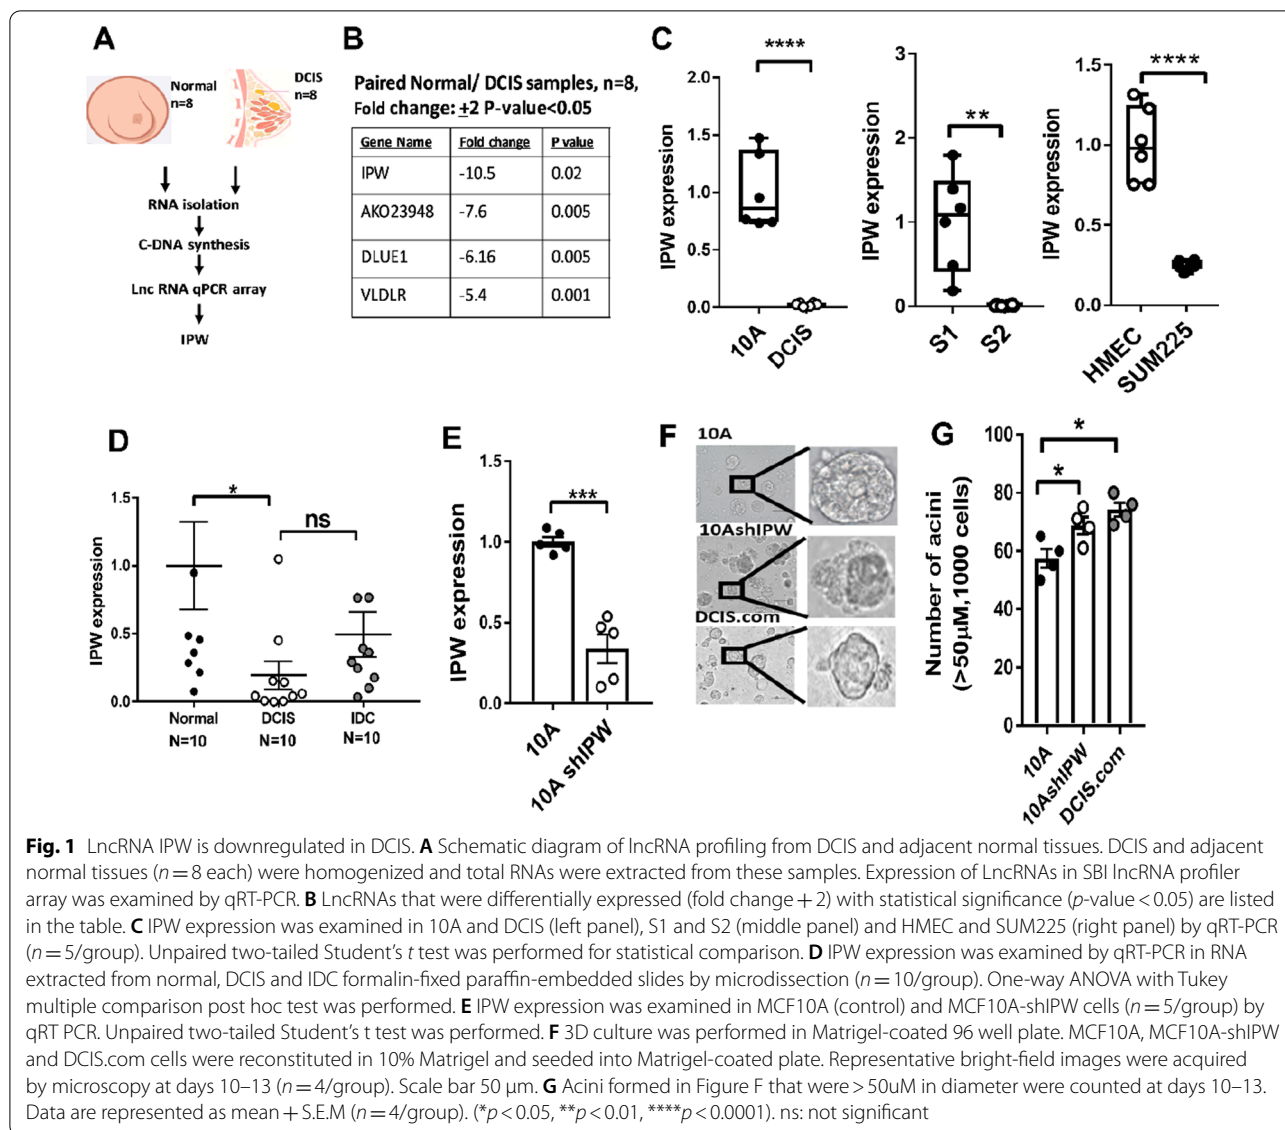 A
Normal
n=8
DCIS
n=8
RNA isolation
C-DNA synthesis
Lnc RNA qPCR array
IPW
B
Paired Normal/ DCIS samples, n=8,
Fold change: ±2 P-value<0.05
Gene Name Fold change P value
IPW -10.5 0.02
AKO23948 -7.6 0.005
DLUE1 -6.16 0.005
VLDLR -5.4 0.001
C
****
2.0
1.5
1.0
0.5
0.0
IPW expression
10A
DCIS
**
3
2
1
0
IPW expression
S1
S2
****
1.5
1.0
0.5
0.0
IPW expression
HMEC
SUM225
D
*
ns
1.5
1.0
0.5
0.0
IPW expression
Normal DCIS IDC
N=10 N=10 N=10
E
***
1.5
1.0
0.5
0.0
IPW expression
10A
10A shIPW
F
10A
10AshIPW
DCIS.com
G
*
*
100
80
60
40
20
0
Number of acini
(>50µM,1000 cells)
10A
10AshIPW
DCIS.com
Fig. 1 LncRNA IPW is downregulated in DCIS. A Schematic diagram of lncRNA profiling from DCIS and adjacent normal tissues. DCIS and adjacent
normal tissues (n = 8 each) were homogenized and total RNAs were extracted from these samples. Expression of LncRNAs in SBI lncRNA profiler
array was examined by qRT-PCR. B LncRNAs that were differentially expressed (fold change + 2) with statistical significance (p-value < 0.05) are listed
in the table. C IPW expression was examined in 10A and DCIS (left panel), S1 and S2 (middle panel) and HMEC and SUM225 (right panel) by qRT-PCR
(n = 5/group). Unpaired two-tailed Student's t test was performed for statistical comparison. D IPW expression was examined by qRT-PCR in RNA
extracted from normal, DCIS and IDC formalin-fixed paraffin-embedded slides by microdissection (n = 10/group). One-way ANOVA with Tukey
multiple comparison post hoc test was performed. E IPW expression was examined in MCF10A (control) and MCF10A-shIPW cells (n = 5/group) by
qRT PCR. Unpaired two-tailed Student's t test was performed. F 3D culture was performed in Matrigel-coated 96 well plate. MCF10A, MCF10A-shIPW
and DCIS.com cells were reconstituted in 10% Matrigel and seeded into Matrigel-coated plate. Representative bright-field images were acquired
by microscopy at days 10–13 (n = 4/group). Scale bar 50 µm. G Acini formed in Figure F that were > 50uM in diameter were counted at days 10–13.
Data are represented as mean + S.E.M (n = 4/group). (*p < 0.05, **p < 0.01, ****p < 0.0001). ns: not significant